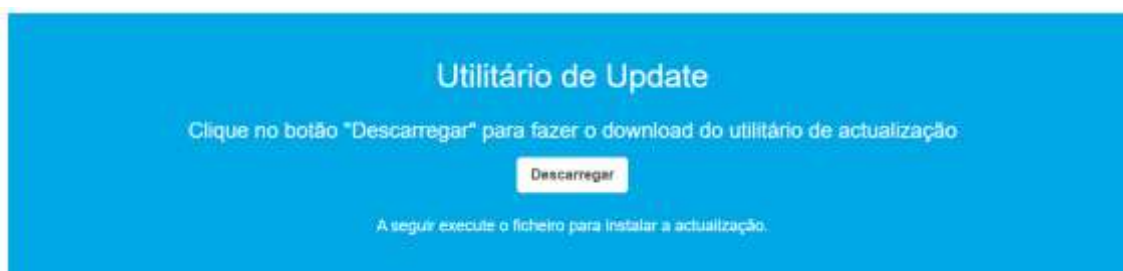 Utilitário de Update
Clique no botão "Descarregar" para fazer o download do utilitário de actualização
Descarregar
A seguir execute o ficheiro para instalar a actualização.